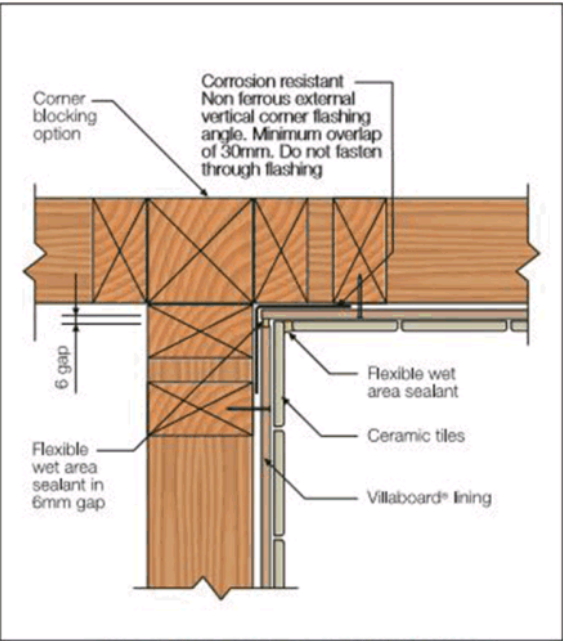 Corrosion resistant
Non ferrous external
vertical corner flashing
angle. Minimum overlap
of 30mm. Do not fasten
through flashing
Corner
blocking
option
6 gap
Flexible wet
area sealant
Ceramic tiles
Flexible
wet area
sealant in
6mm gap
Villaboard® lining